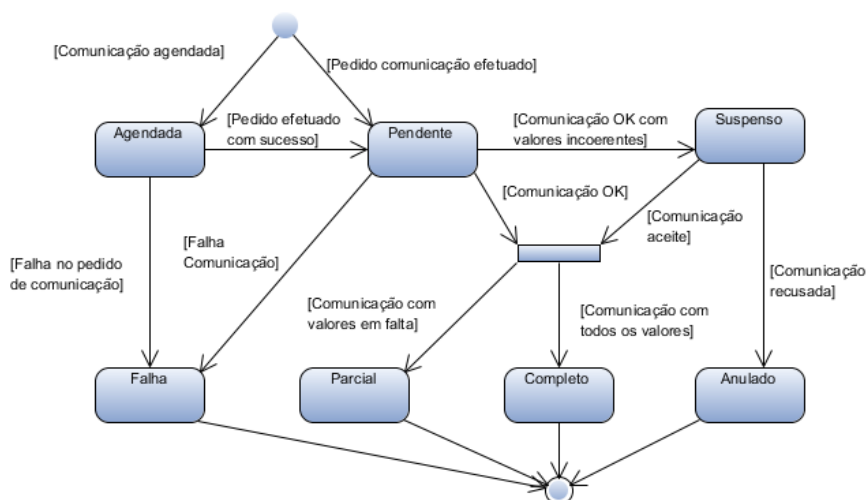 [Comunicação agendada]
[Pedido comunicação efetuado]
Agendada
[Pedido efetuado
com sucesso]
Pendente
[Comunicação OK com
valores incoerentes]
Suspenso
[Comunicação OK]
[Comunicação
aceite]
[Falha no pedido
de comunicação]
[Falha
Comunicação]
[Comunicação
recusada]
[Comunicação com
valores em falta]
[Comunicação com
todos os valores]
Falha
Parcial
Completo
Anulado